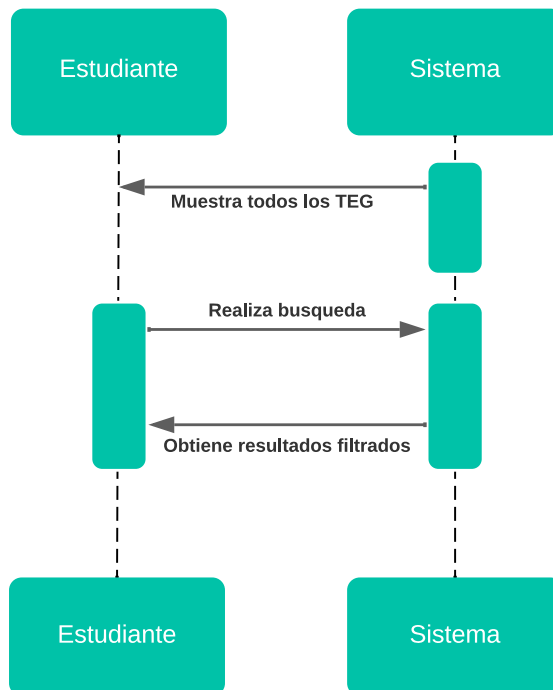 Estudiante
Sistema
Muestra todos los TEG
Realiza busqueda
Obtiene resultados filtrados
Estudiante
Sistema